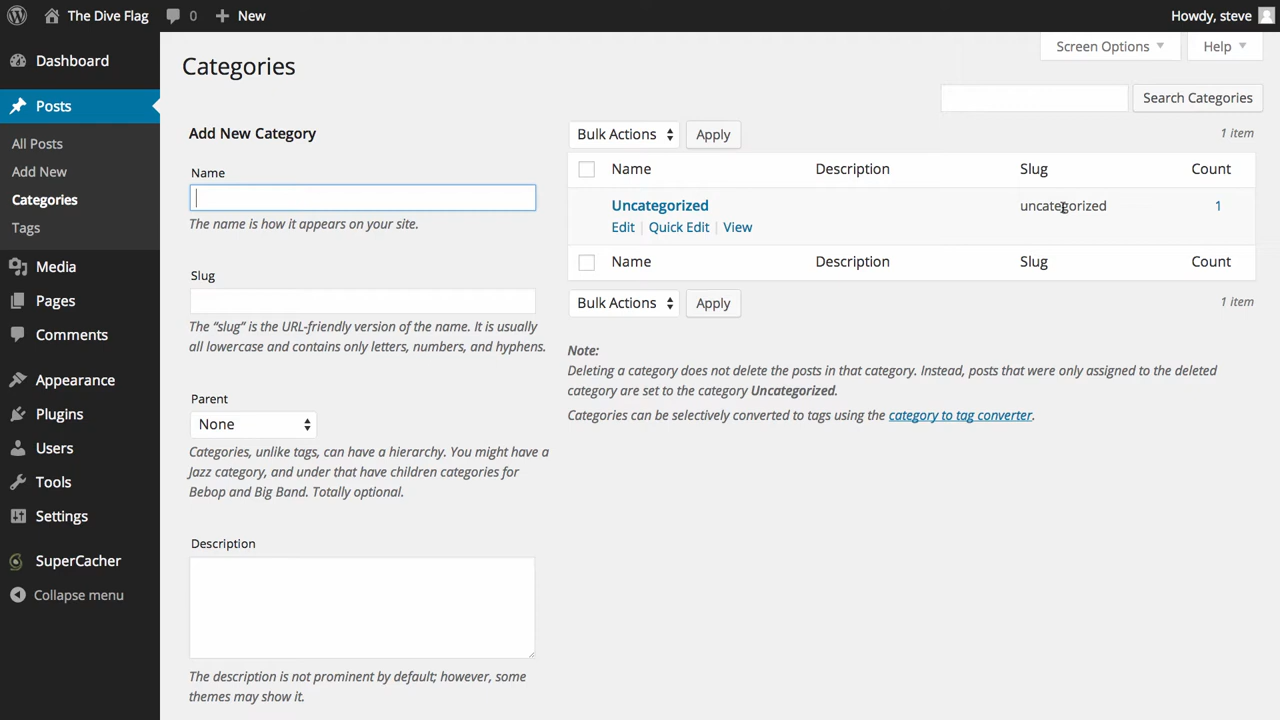 The Dive Flag 0 New Howdy, steve
Dashboard
Posts
All Posts
Add New
Categories
Tags
Media
Pages
Comments
Appearance
Plugins
Users
Tools
Settings
SuperCacher
Collapse menu
Screen Options Help
Categories
Search Categories
Add New Category
Name
The name is how it appears on your site.
Slug
The “slug” is the URL-friendly version of the name. It is usually
all lowercase and contains only letters, numbers, and hyphens.
Parent
None
Categories, unlike tags, can have a hierarchy. You might have a
Jazz category, and under that have children categories for
Bebop and Big Band. Totally optional.
Description
The description is not prominent by default; however, some
themes may show it.
Bulk Actions Apply 1 item
Name Description Slug Count
Uncategorized uncategorized 1
Edit | Quick Edit | View
Name Description Slug Count
Bulk Actions Apply 1 item
Note:
Deleting a category does not delete the posts in that category. Instead, posts that were only assigned to the deleted
category are set to the category Uncategorized.
Categories can be selectively converted to tags using the category to tag converter.